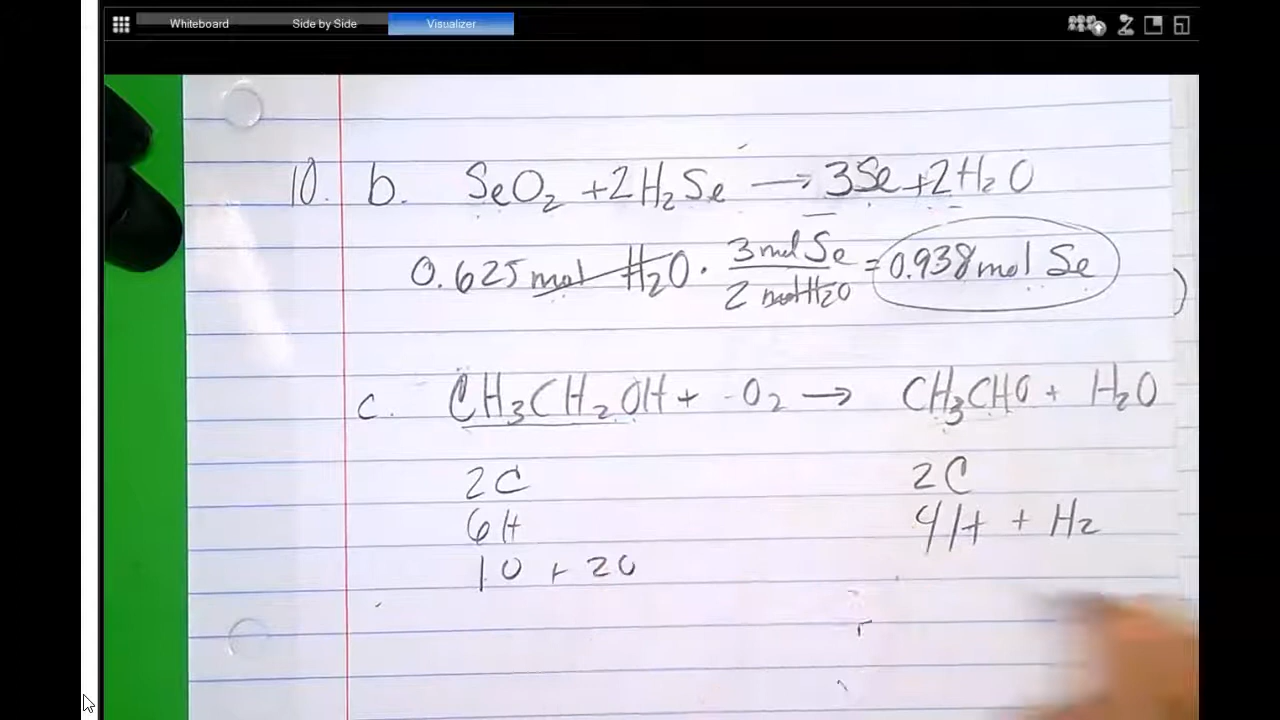 Whiteboard Side by Side Visualizer
10. b. SeO₂ + 2H₂Se → 3Se + 2H₂O
0.625 mol H₂O · 3 mol Se / 2 mol H₂O = 0.938 mol Se
c. CH₃CH₂OH + O₂ → CH₃CHO + H₂O
2C 2C
6H 4H + H₂
1O + 2O